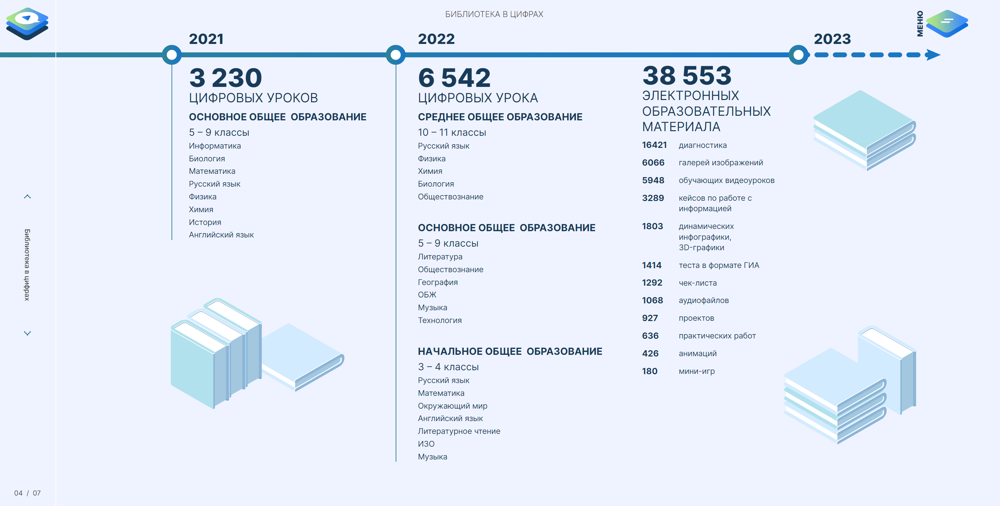 БИБЛИОТЕКА В ЦИФРАХ
МЕНЮ
2021
3 230
ЦИФРОВЫХ УРОКОВ
ОСНОВНОЕ ОБЩЕЕ ОБРАЗОВАНИЕ
5 – 9 классы
Информатика
Биология
Математика
Русский язык
Физика
Химия
История
Английский язык
2022
6 542
ЦИФРОВЫХ УРОКА
СРЕДНЕЕ ОБЩЕЕ ОБРАЗОВАНИЕ
10 – 11 классы
Русский язык
Физика
Химия
Биология
Обществознание
ОСНОВНОЕ ОБЩЕЕ ОБРАЗОВАНИЕ
5 – 9 классы
Литература
Обществознание
География
ОБЖ
Музыка
Технология
НАЧАЛЬНОЕ ОБЩЕЕ ОБРАЗОВАНИЕ
3 – 4 классы
Русский язык
Математика
Окружающий мир
Английский язык
Литературное чтение
ИЗО
Музыка
38 553
ЭЛЕКТРОННЫХ
ОБРАЗОВАТЕЛЬНЫХ
МАТЕРИАЛА
16421 диагностика
6066 галерей изображений
5948 обучающих видеоуроков
3289 кейсов по работе с
информацией
1803 динамических
инфографики,
3D-графики
1414 теста в формате ГИА
1292 чек-листа
1068 аудиофайлов
927 проектов
636 практических работ
426 анимаций
180 мини-игр
2023
Библиотека в цифрах
04 / 07